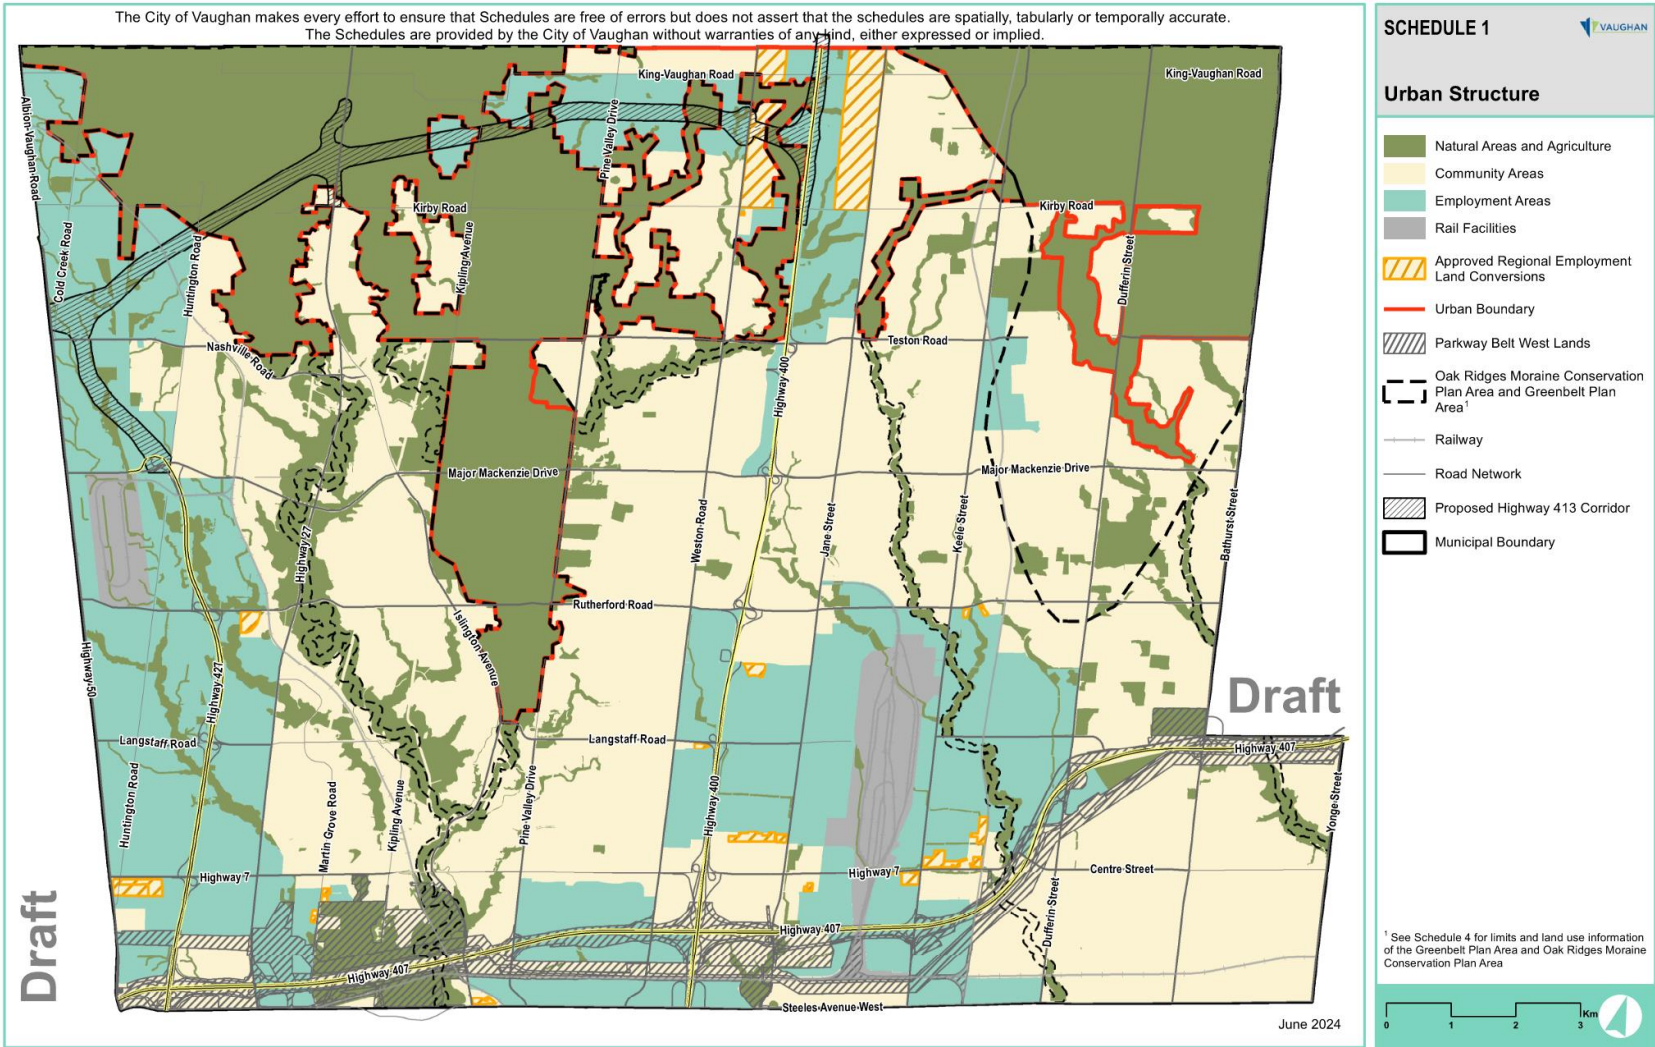 The City of Vaughan makes every effort to ensure that Schedules are free of errors but does not assert that the schedules are spatially, tabularly or temporally accurate.
The Schedules are provided by the City of Vaughan without warranties of any kind, either expressed or implied.
King-Vaughan Road
King-Vaughan Road
Albion-Vaughan Road
Pine Valley Drive
Kirby Road
Kirby Road
Cold Creek Road
Huntington Road
Kipling Avenue
Dufferin Street
Nashville Road
Teston Road
Highway 400
Major Mackenzie Drive
Major Mackenzie Drive
Highway 27
Weston Road
Jane Street
Keele Street
Bathurst Street
Rutherford Road
Islington Avenue
Highway 50
Highway 427
Draft
Langstaff Road
Langstaff Road
Highway 407
Huntington Road
Martin Grove Road
Kipling Avenue
Pine Valley Drive
Highway 400
Yonge Street
Highway 7
Highway 7
Centre Street
Draft
Highway 407
Dufferin Street
Highway 407
Steeles Avenue West
June 2024
SCHEDULE 1
VAUGHAN
Urban Structure
Natural Areas and Agriculture
Community Areas
Employment Areas
Rail Facilities
Approved Regional Employment
Land Conversions
Urban Boundary
Parkway Belt West Lands
Oak Ridges Moraine Conservation
Plan Area and Greenbelt Plan
Area1
Railway
Road Network
Proposed Highway 413 Corridor
Municipal Boundary
1 See Schedule 4 for limits and land use information
of the Greenbelt Plan Area and Oak Ridges Moraine
Conservation Plan Area
Km
0 1 2 3